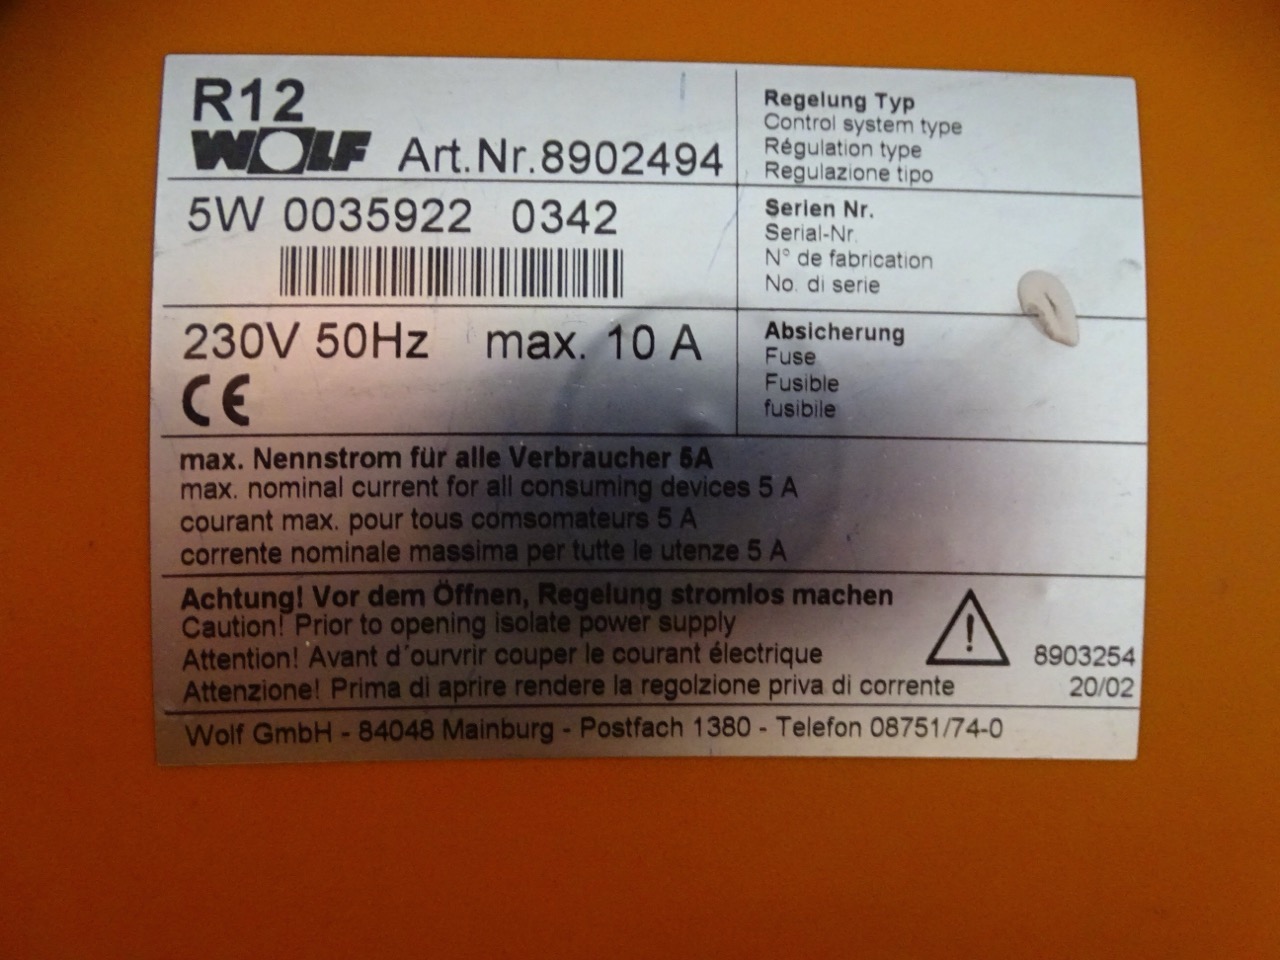 R12
WOLF Art.Nr.8902494
Regelung Typ
Control system type
Régulation type
Regulazione tipo
5W 0035922 0342
Serien Nr.
Serial-Nr.
N° de fabrication
No. di serie
230V 50Hz max. 10 A
CE
Absicherung
Fuse
Fusible
fusibile
max. Nennstrom für alle Verbraucher 5A
max. nominal current for all consuming devices 5 A
courant max. pour tous comsomateurs 5 A
corrente nominale massima per tutte le utenze 5 A
Achtung! Vor dem Öffnen, Regelung stromlos machen
Caution! Prior to opening isolate power supply
Attention! Avant d'ourvrir couper le courant électrique
Attenzione! Prima di aprire rendere la regolzione priva di corrente
8903254
20/02
Wolf GmbH - 84048 Mainburg - Postfach 1380 - Telefon 08751/74-0